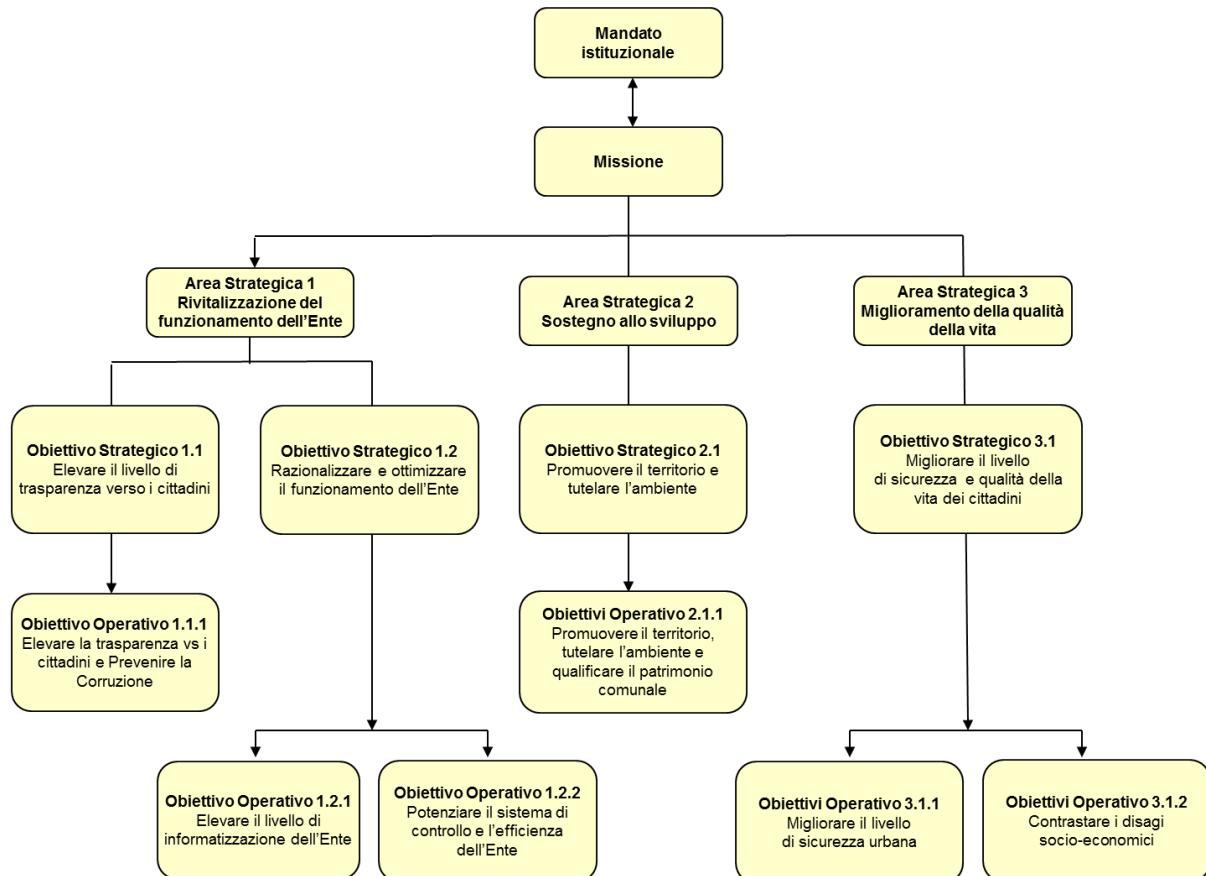 Mandato
istituzionale
Missione
Area Strategica 1
Rivitalizzazione del
funzionamento dell'Ente
Area Strategica 2
Sostegno allo sviluppo
Area Strategica 3
Miglioramento della qualità
della vita
Obiettivo Strategico 1.1
Elevare il livello di
trasparenza verso i cittadini
Obiettivo Strategico 1.2
Razionalizzare e ottimizzare
il funzionamento dell'Ente
Obiettivo Strategico 2.1
Promuovere il territorio e
tutelare l'ambiente
Obiettivo Strategico 3.1
Migliorare il livello
di sicurezza e qualità della
vita dei cittadini
Obiettivo Operativo 1.1.1
Elevare la trasparenza vs i
cittadini e Prevenire la
Corruzione
Obiettivi Operativo 2.1.1
Promuovere il territorio,
tutelare l'ambiente e
qualificare il patrimonio
comunale
Obiettivo Operativo 1.2.1
Elevare il livello di
informatizzazione dell'Ente
Obiettivo Operativo 1.2.2
Potenziare il sistema di
controllo e l'efficienza
dell'Ente
Obiettivi Operativo 3.1.1
Migliorare il livello
di sicurezza urbana
Obiettivi Operativo 3.1.2
Contrastare i disagi
socio-economici